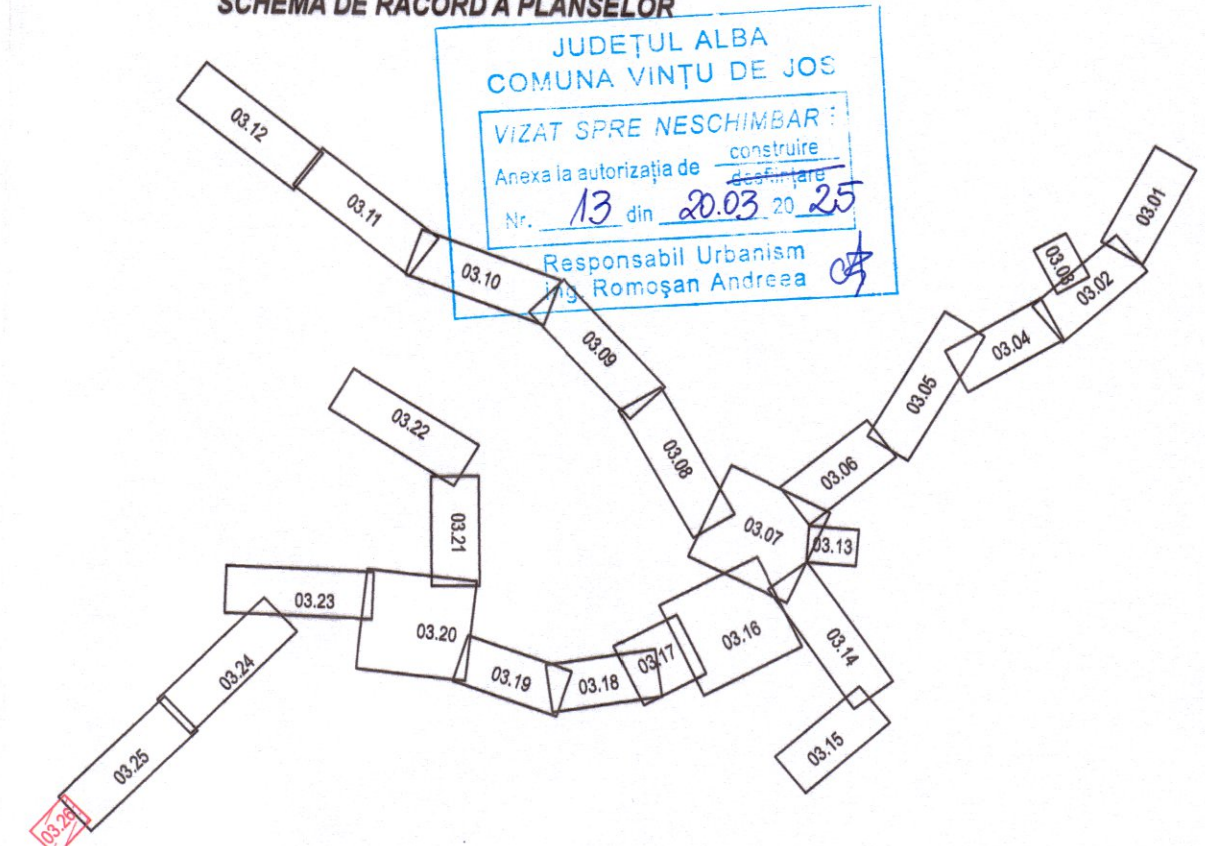 SCHEMA DE RACORD A PLANSELOR
JUDEȚUL ALBA
COMUNA VINȚU DE JOS
VIZAT SPRE NESCHIMBAR
Anexa la autorizația de construire
desființare
Nr. 13 din 20.03 20 25
Responsabil Urbanism
ing. Romoșan Andreea
03.12
03.11
03.10
03.09
03.08
03.01
03.03
03.02
03.04
03.05
03.06
03.07
03.13
03.22
03.21
03.23
03.20
03.16
03.17
03.14
03.19
03.18
03.24
03.15
03.25
03.26